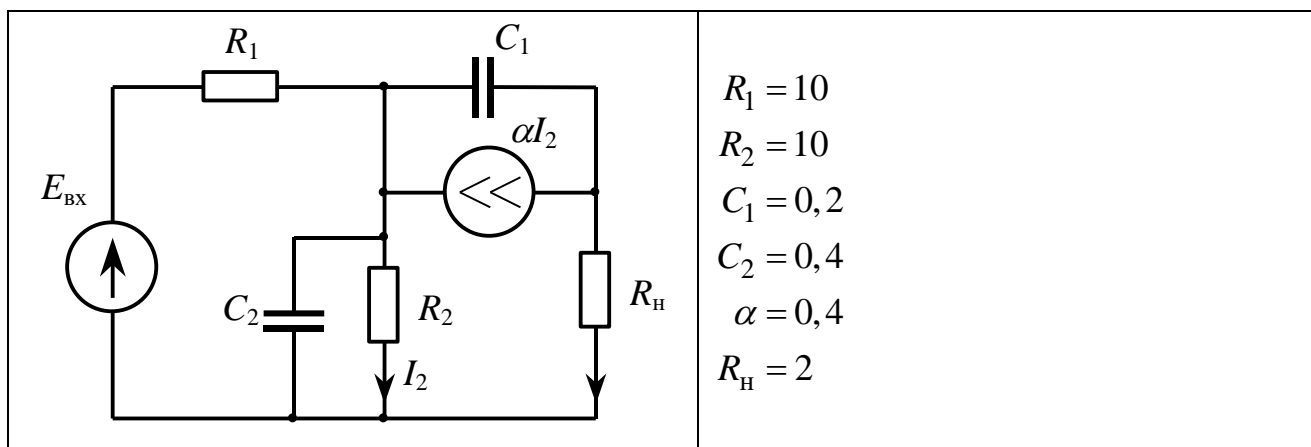 R₁
C₁
αI₂
Eвх
C₂
R₂
Rн
I₂
R₁ = 10
R₂ = 10
C₁ = 0,2
C₂ = 0,4
α = 0,4
Rн = 2